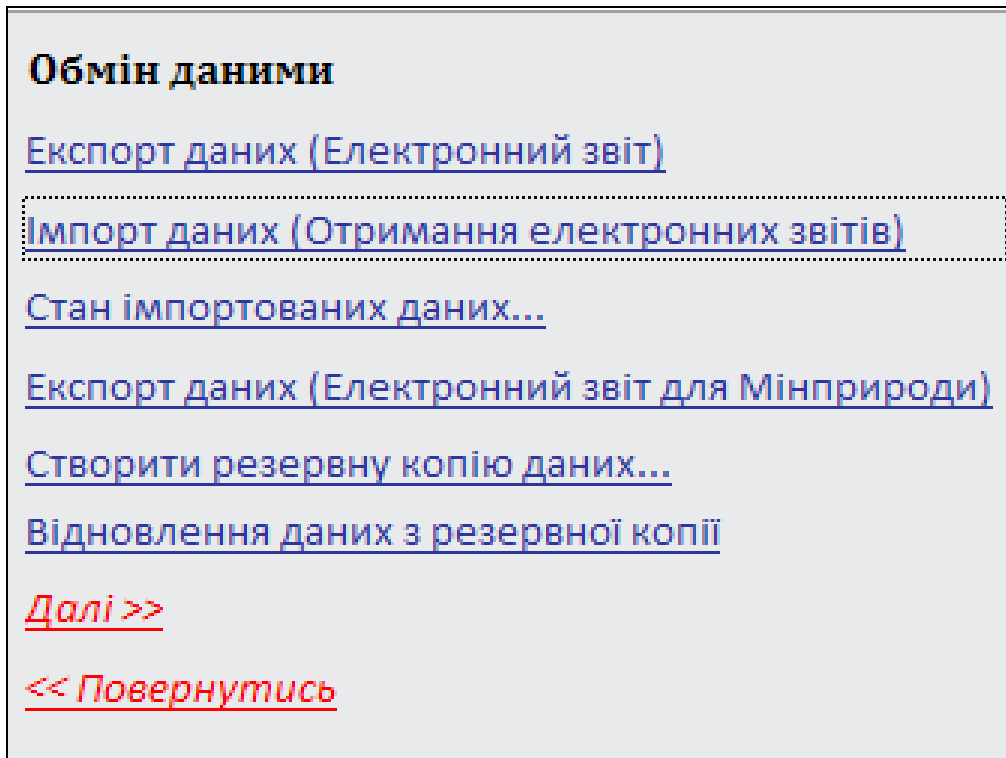 Обмін даними
Експорт даних (Електронний звіт)
Імпорт даних (Отримання електронних звітів)
Стан імпортованих даних...
Експорт даних (Електронний звіт для Мінприроди)
Створити резервну копію даних...
Відновлення даних з резервної копії
Далі >>
<< Повернутись